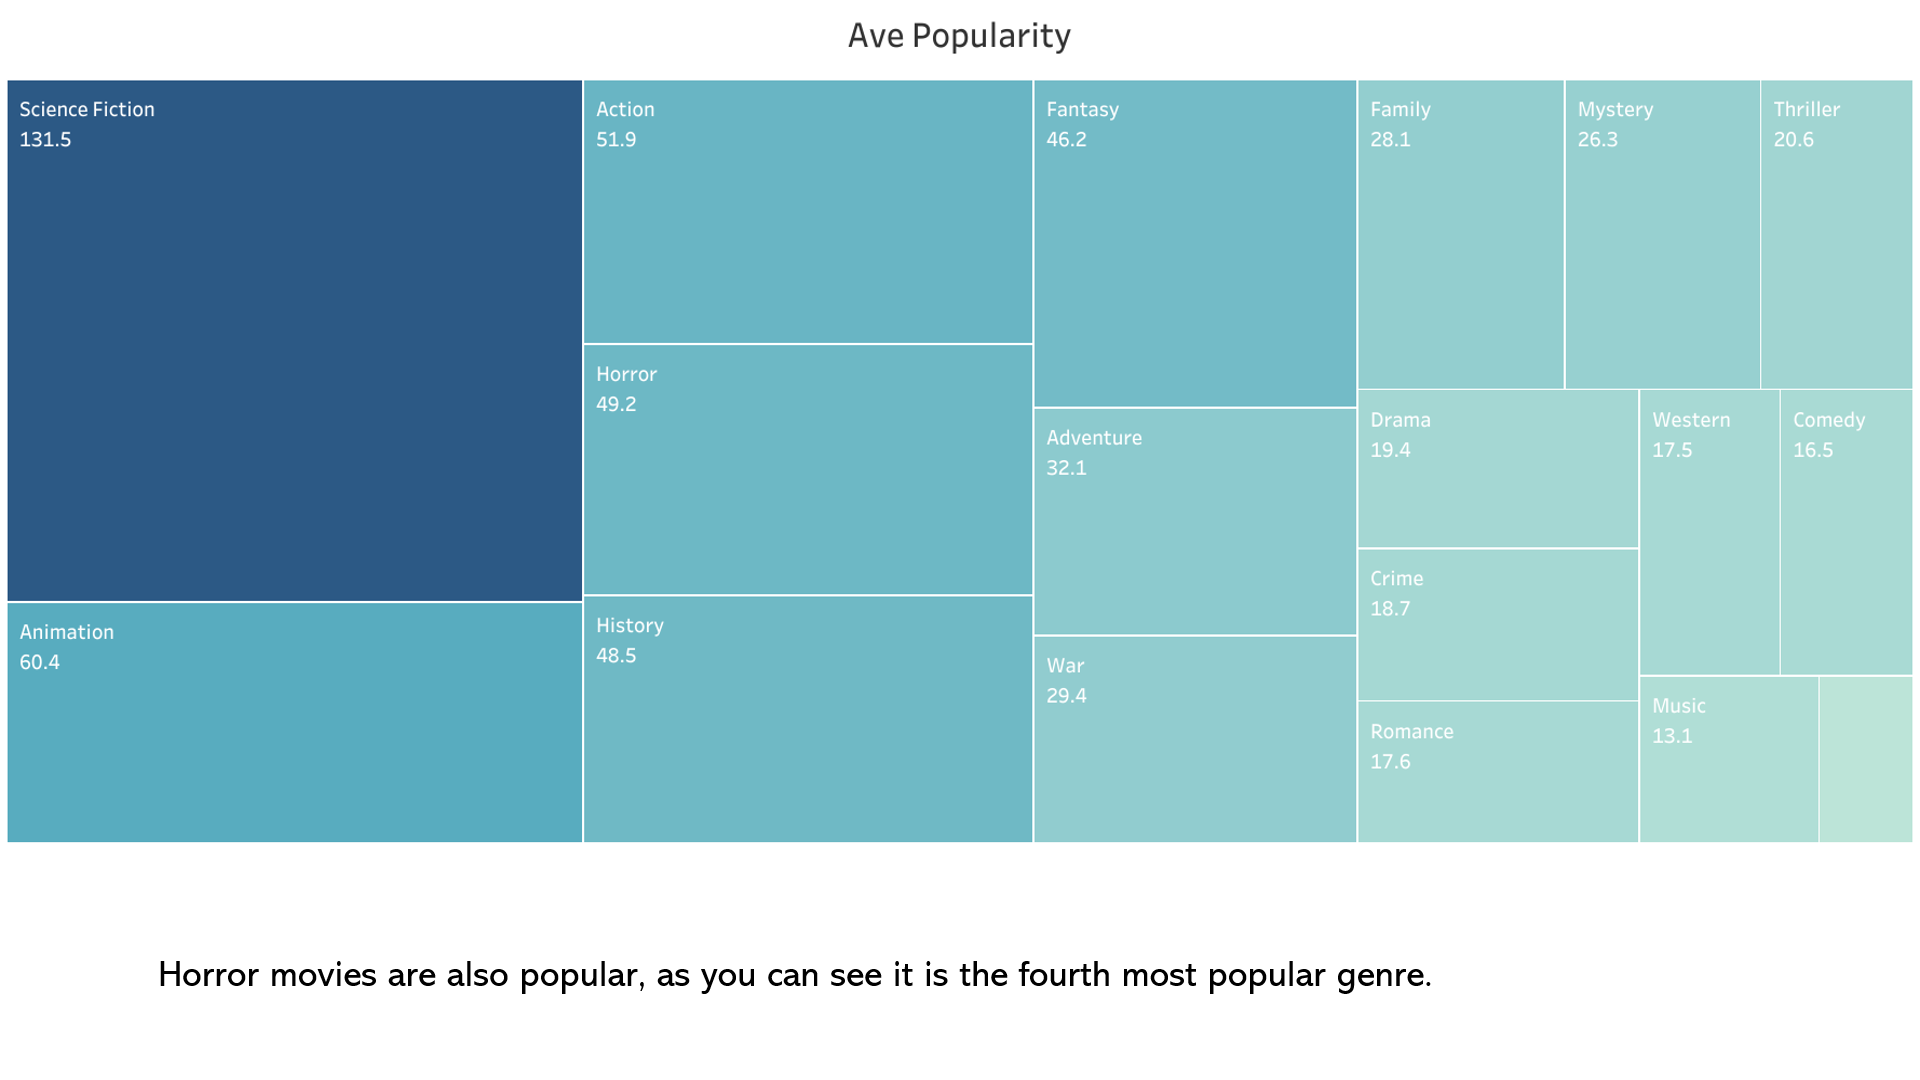 Ave Popularity
Science Fiction
131.5
Animation
60.4
Action
51.9
Horror
49.2
History
48.5
Fantasy
46.2
Adventure
32.1
War
29.4
Family
28.1
Mystery
26.3
Thriller
20.6
Drama
19.4
Crime
18.7
Romance
17.6
Western
17.5
Comedy
16.5
Music
13.1
Horror movies are also popular, as you can see it is the fourth most popular genre.